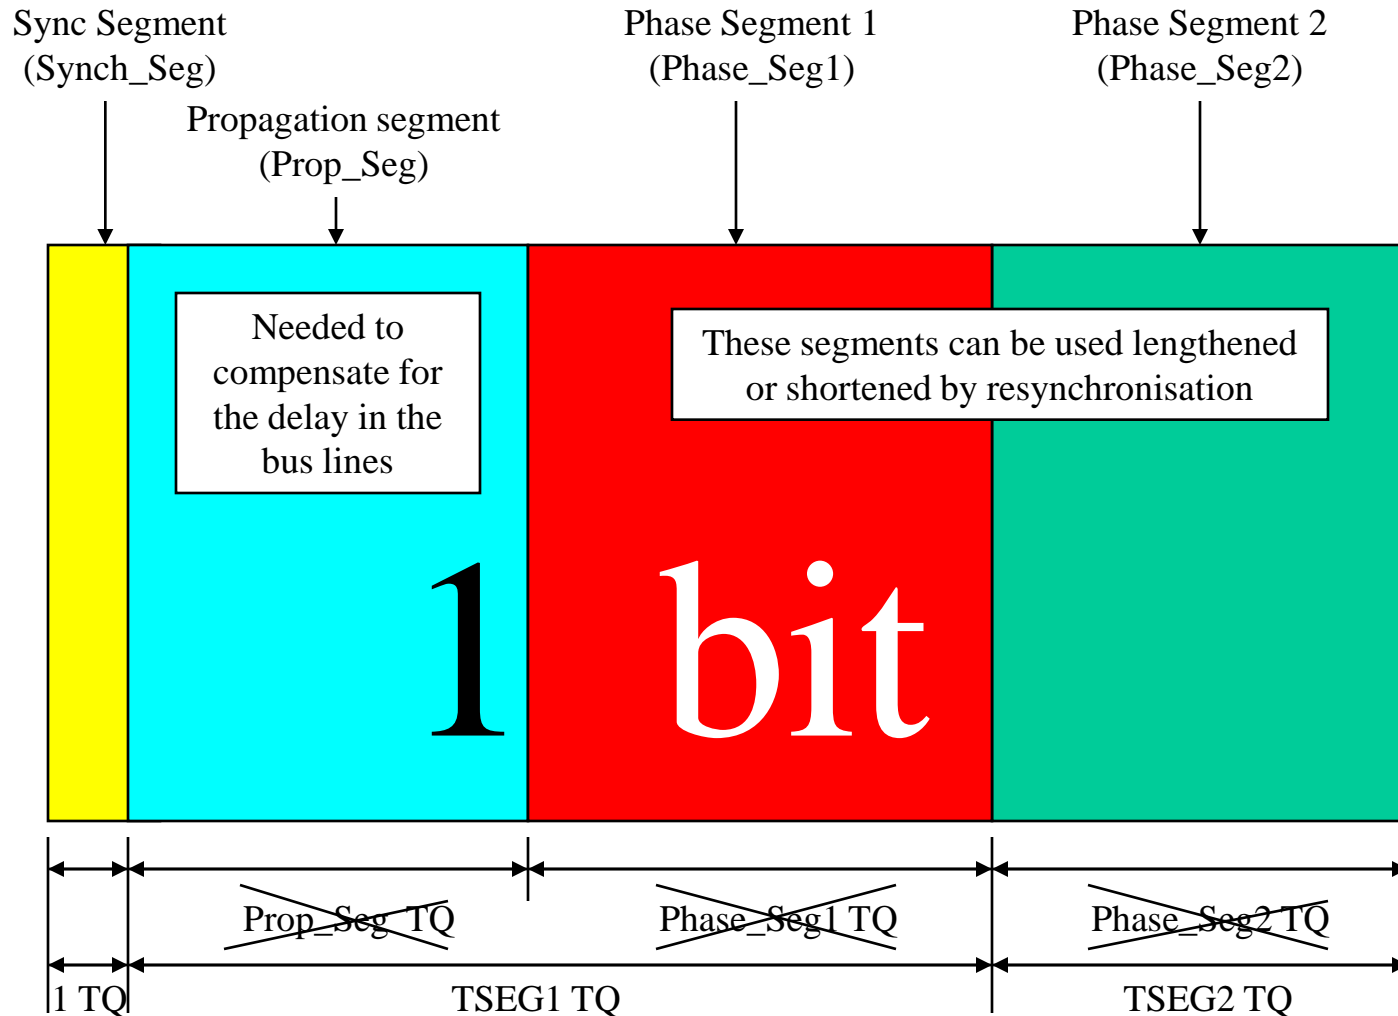 Sync Segment
(Synch_Seg)
Propagation segment
(Prop_Seg)
Phase Segment 1
(Phase_Seg1)
Phase Segment 2
(Phase_Seg2)
Needed to
compensate for
the delay in the
bus lines
These segments can be used lengthened
or shortened by resynchronisation
1 bit
Prop_Seg TQ
Phase_Seg1 TQ
Phase_Seg2 TQ
1 TQ
TSEG1 TQ
TSEG2 TQ